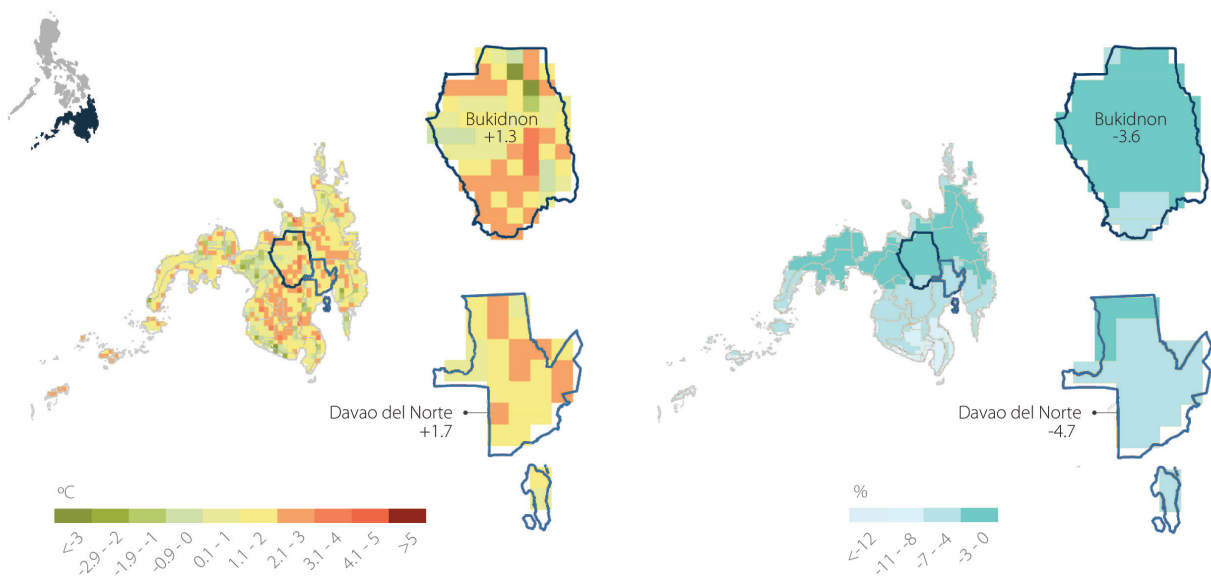 Bukidnon
+1.3
Davao del Norte
+1.7
ºC
<-3
-2.9 - -2
-1.9 - -1
-0.9 - 0
0.1 - 1
1.1 - 2
2.1 - 3
3.1 - 4
4.1 - 5
>5
Bukidnon
-3.6
Davao del Norte
-4.7
%
<-12
-11 - -8
-7 - -4
-3 - 0